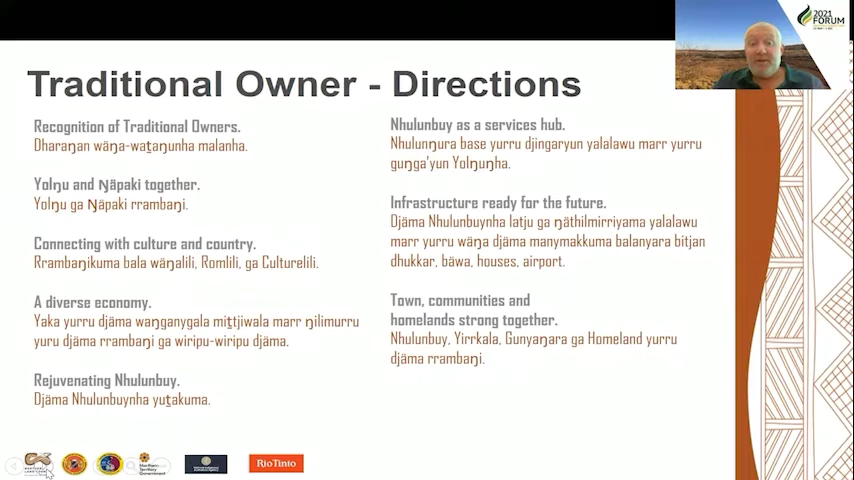 2021
FORUM
Traditional Owner - Directions
Recognition of Traditional Owners.
Dharaŋan wäŋa-waṯaŋunha malanha.
Yolŋu and Ŋäpaki together.
Yolŋu ga Ŋäpaki rrambaŋi.
Connecting with culture and country.
Rrambaŋikuma bala wäŋalili, Romlili, ga Culturelili.
A diverse economy.
Yaka yurru djäma waŋganygala miṯtjiwala marr ŋilimurru
yuru djäma rrambaŋi ga wiripu-wiripu djäma.
Rejuvenating Nhulunbuy.
Djäma Nhulunbuynha yuṯakuma.
Nhulunbuy as a services hub.
Nhulunŋura base yurru djingaryun yalalawu marr yurru
guŋga'yun Yolŋuŋha.
Infrastructure ready for the future.
Djäma Nhulunbuynha latju ga ŋäthilmirriyama yalalawu
marr yurru wäŋa djäma manymakkuma balanyara bitjan
dhukkar, bäwa, houses, airport.
Town, communities and
homelands strong together.
Nhulunbuy, Yirrkala, Gunyaŋara ga Homeland yurru
djäma rrambaŋi.
Northern
Territory
Government
RioTinto